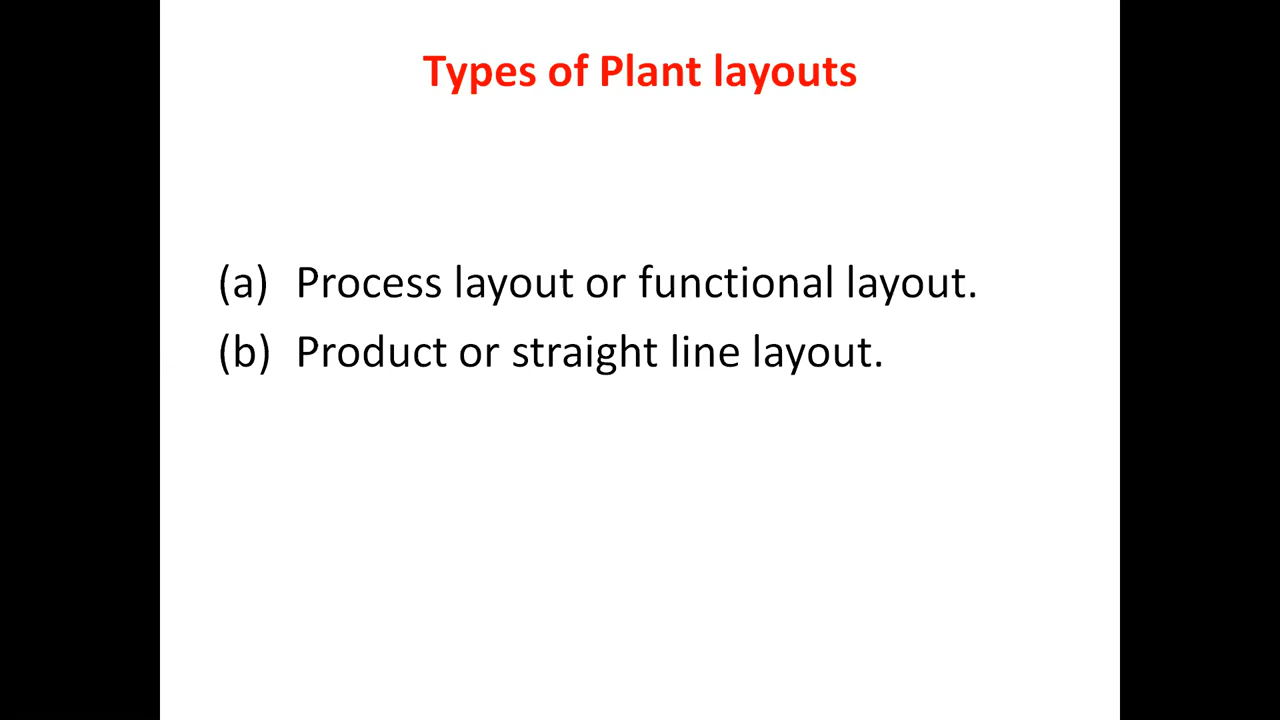 Types of Plant layouts
(a) Process layout or functional layout.
(b) Product or straight line layout.